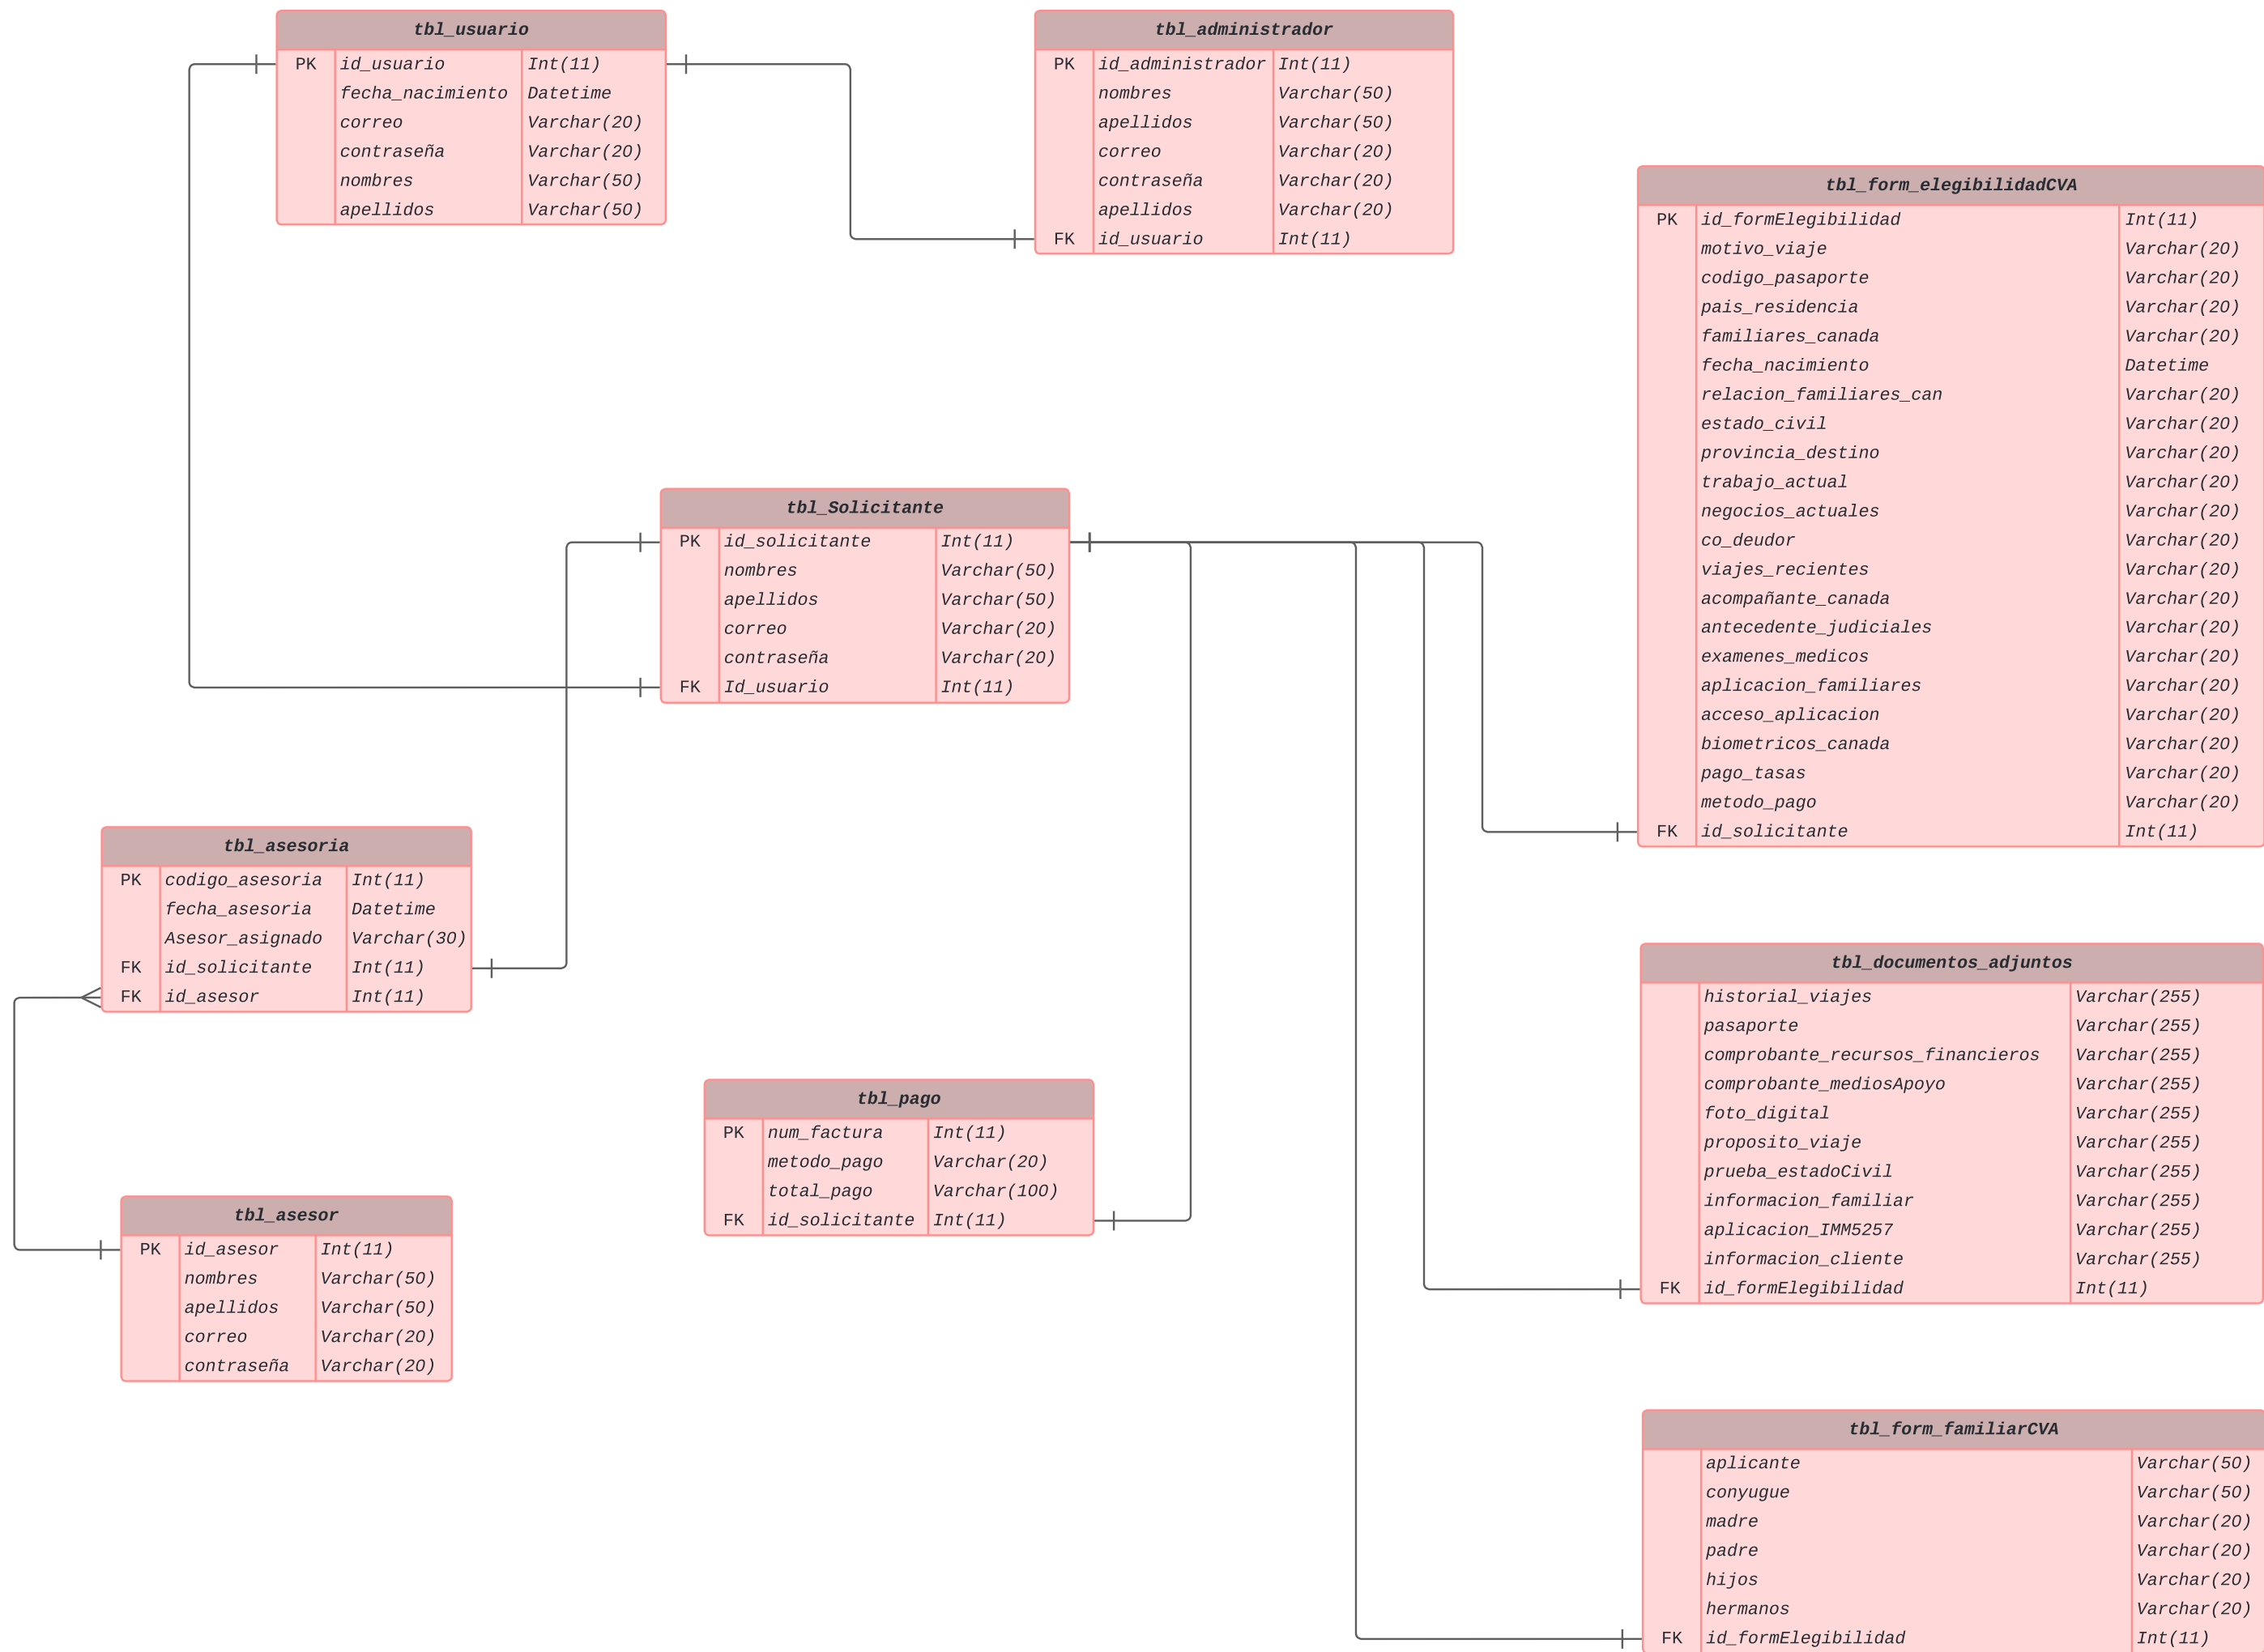 tbl_usuario
PK id_usuario Int(11)
fecha_nacimiento Datetime
correo Varchar(20)
contraseña Varchar(20)
nombres Varchar(50)
apellidos Varchar(50)
tbl_administrador
PK id_administrador Int(11)
nombres Varchar(50)
apellidos Varchar(50)
correo Varchar(20)
contraseña Varchar(20)
apellidos Varchar(20)
FK id_usuario Int(11)
tbl_form_elegibilidadCVA
PK id_formElegibilidad Int(11)
motivo_viaje Varchar(20)
codigo_pasaporte Varchar(20)
pais_residencia Varchar(20)
familiares_canada Varchar(20)
fecha_nacimiento Datetime
relacion_familiares_can Varchar(20)
estado_civil Varchar(20)
provincia_destino Varchar(20)
trabajo_actual Varchar(20)
negocios_actuales Varchar(20)
co_deudor Varchar(20)
viajes_recientes Varchar(20)
acompañante_canada Varchar(20)
antecedente_judiciales Varchar(20)
examenes_medicos Varchar(20)
aplicacion_familiares Varchar(20)
acceso_aplicacion Varchar(20)
biometricos_canada Varchar(20)
pago_tasas Varchar(20)
metodo_pago Varchar(20)
FK id_solicitante Int(11)
tbl_Solicitante
PK id_solicitante Int(11)
nombres Varchar(50)
apellidos Varchar(50)
correo Varchar(20)
contraseña Varchar(20)
FK Id_usuario Int(11)
tbl_asesoria
PK codigo_asesoria Int(11)
fecha_asesoria Datetime
Asesor_asignado Varchar(30)
FK id_solicitante Int(11)
FK id_asesor Int(11)
tbl_documentos_adjuntos
historial_viajes Varchar(255)
pasaporte Varchar(255)
comprobante_recursos_financieros Varchar(255)
comprobante_mediosApoyo Varchar(255)
foto_digital Varchar(255)
proposito_viaje Varchar(255)
prueba_estadoCivil Varchar(255)
informacion_familiar Varchar(255)
aplicacion_IMM5257 Varchar(255)
informacion_cliente Varchar(255)
FK id_formElegibilidad Int(11)
tbl_pago
PK num_factura Int(11)
metodo_pago Varchar(20)
total_pago Varchar(100)
FK id_solicitante Int(11)
tbl_asesor
PK id_asesor Int(11)
nombres Varchar(50)
apellidos Varchar(50)
correo Varchar(20)
contraseña Varchar(20)
tbl_form_familiarCVA
aplicante Varchar(50)
conyugue Varchar(50)
madre Varchar(20)
padre Varchar(20)
hijos Varchar(20)
hermanos Varchar(20)
FK id_formElegibilidad Int(11)